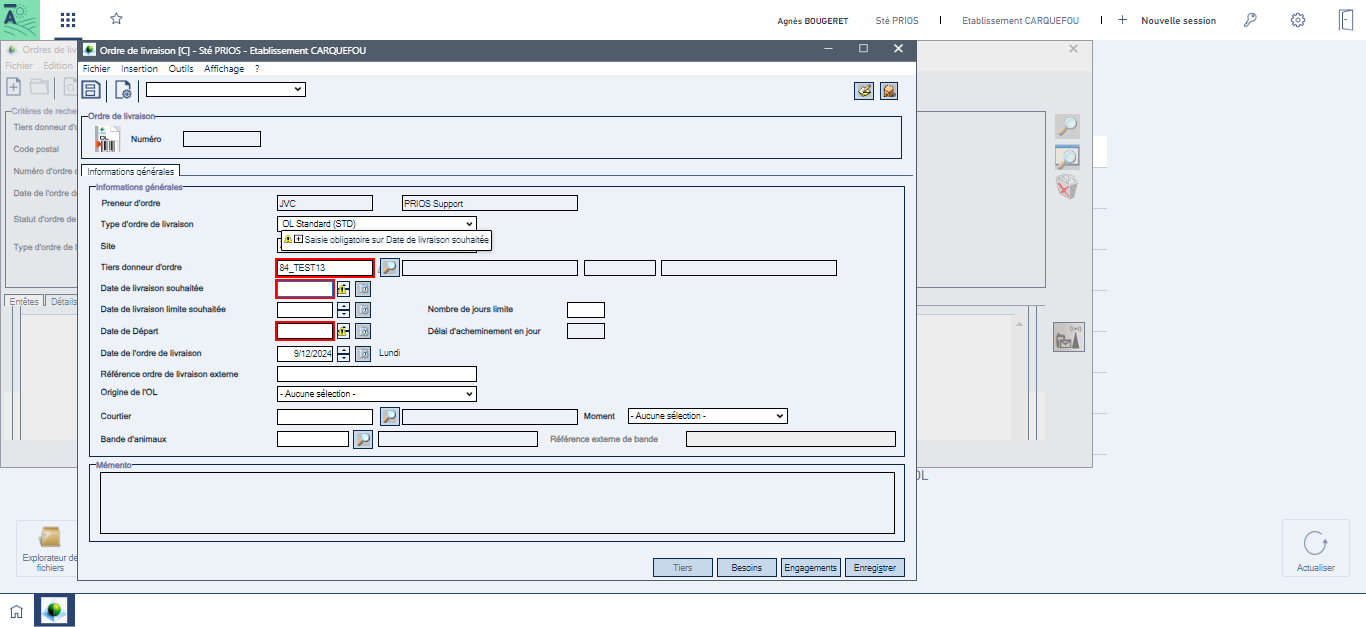 Agnès BOUGERET
Sté PRIOS
Etablissement CARQUEFOU
Nouvelle session
Ordres de liv
Fichier Edition
Critères de reche
Tiers donneur d'o
Code postal
Numéro d'ordre d
Date de l'ordre d
Statut d'ordre de
Type d'ordre de l
Entêtes Détails
Ordre de livraison [C] - Sté PRIOS - Etablissement CARQUEFOU
Fichier Insertion Outils Affichage ?
Ordre de livraison
Numéro
Informations générales
Informations générales
Preneur d'ordre JVC PRIOS Support
Type d'ordre de livraison OL Standard (STD)
Saisie obligatoire sur Date de livraison souhaitée
Site
Tiers donneur d'ordre 84_TEST13
Date de livraison souhaitée
Date de livraison limite souhaitée Nombre de jours limite
Date de Départ Délai d'acheminement en jour
Date de l'ordre de livraison 9/12/2024 Lundi
Référence ordre de livraison externe
Origine de l'OL - Aucune sélection -
Courtier Moment - Aucune sélection -
Bande d'animaux Référence externe de bande
Mémento
Tiers Besoins Engagements Enregistrer
OL
Explorateur de
fichiers
Actualiser